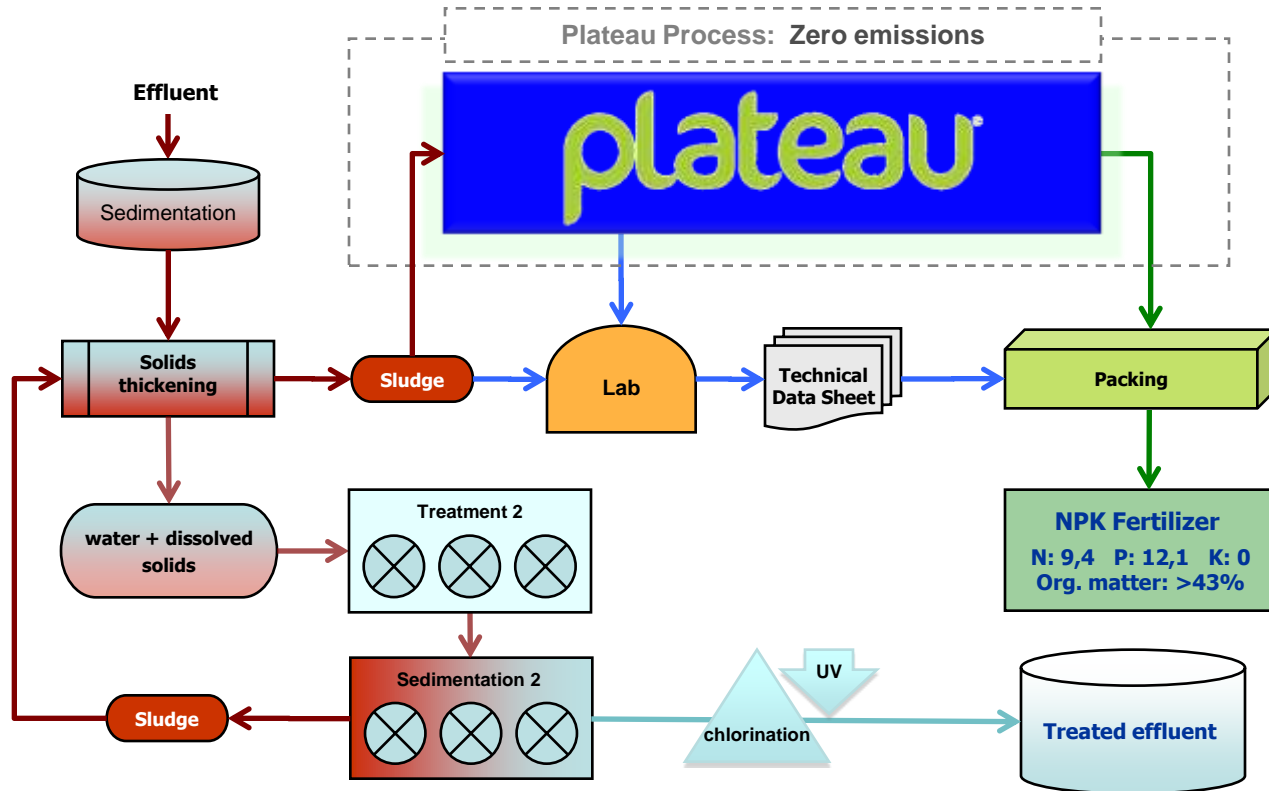 Plateau Process: Zero emissions
plateau®
Effluent
Sedimentation
Solids
thickening
Sludge
Lab
Technical
Data Sheet
Packing
water + dissolved
solids
Treatment 2
NPK Fertilizer
N: 9,4 P: 12,1 K: 0
Org. matter: >43%
Sedimentation 2
Sludge
chlorination
UV
Treated effluent